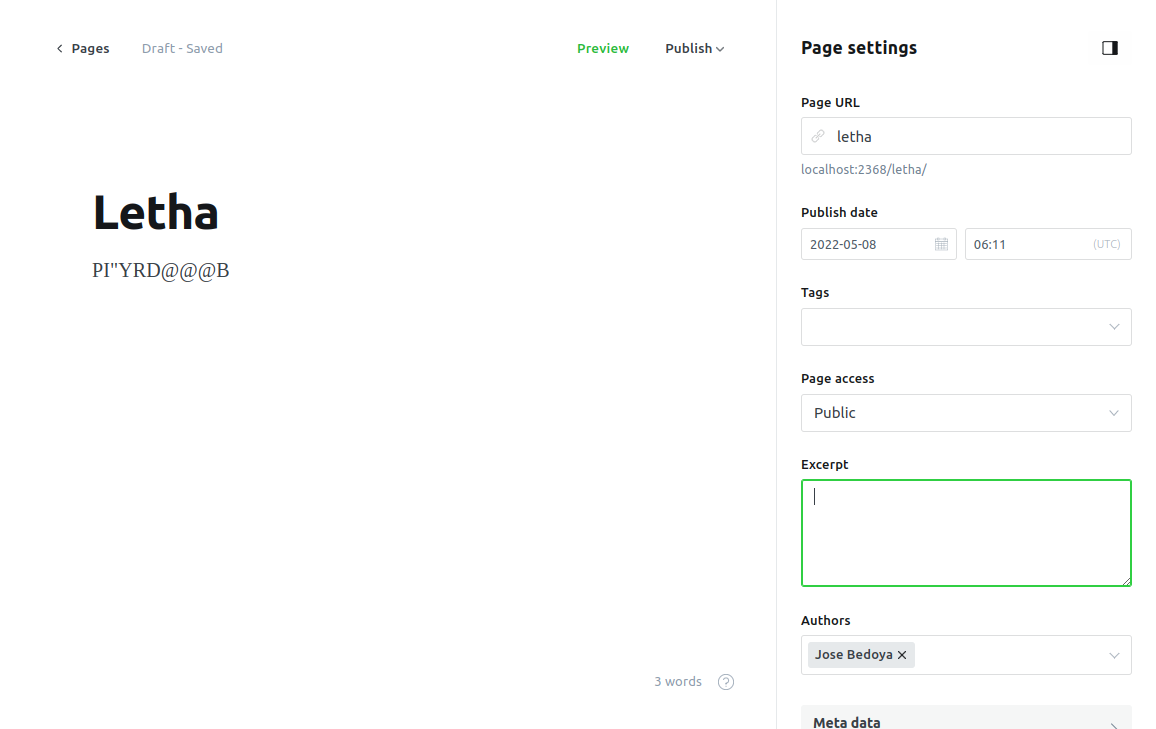 Pages
Draft - Saved
Preview
Publish
Letha
PI"YRD@@@B
3 words
?
Page settings
Page URL
letha
localhost:2368/letha/
Publish date
2022-05-08
06:11
(UTC)
Tags
Page access
Public
Excerpt
Authors
Jose Bedoya
Meta data